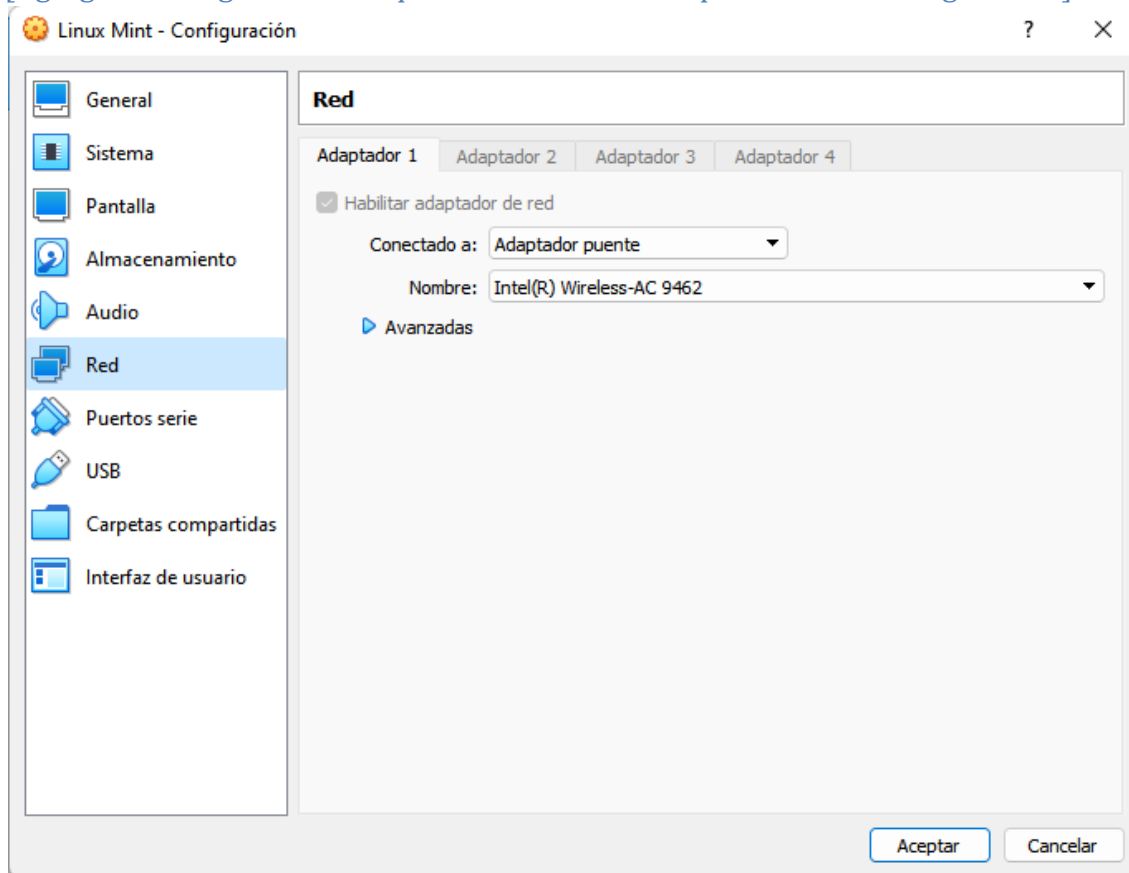 Linux Mint - Configuración ? ×
General
Sistema
Pantalla
Almacenamiento
Audio
Red
Puertos serie
USB
Carpetas compartidas
Interfaz de usuario
Red
Adaptador 1 Adaptador 2 Adaptador 3 Adaptador 4
Habilitar adaptador de red
Conectado a: Adaptador puente
Nombre: Intel(R) Wireless-AC 9462
Avanzadas
Aceptar Cancelar